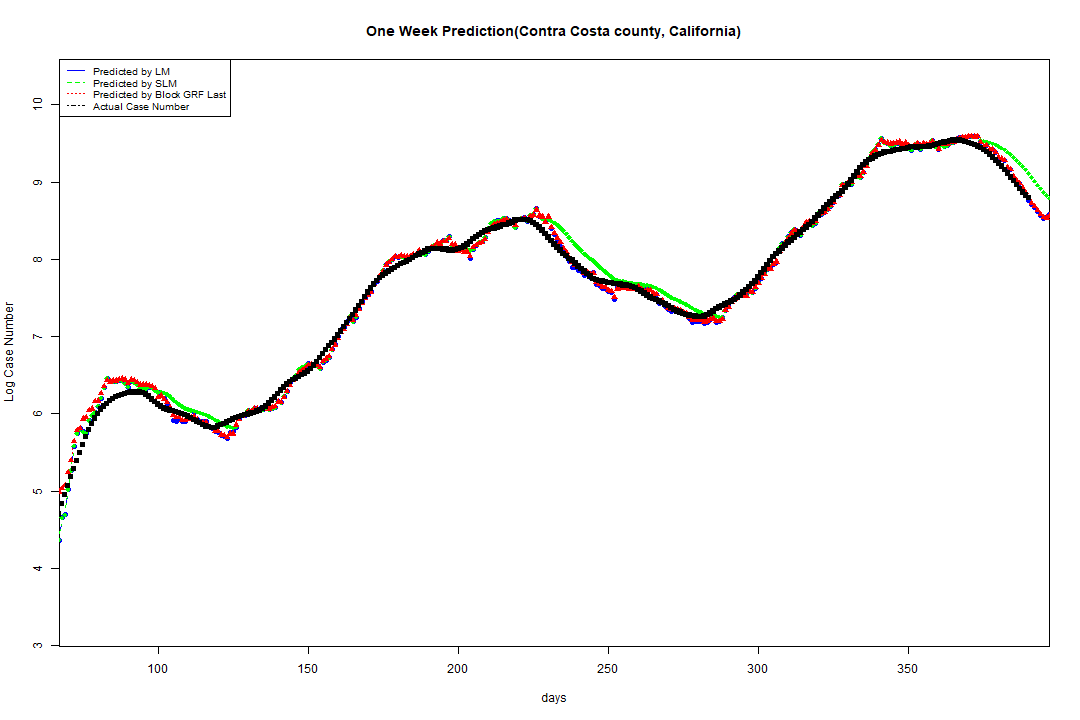 One Week Prediction(Contra Costa county, California)
Predicted by LM
Predicted by SLM
Predicted by Block GRF Last
Actual Case Number
10
9
8
7
6
5
4
3
Log Case Number
100 150 200 250 300 350
days